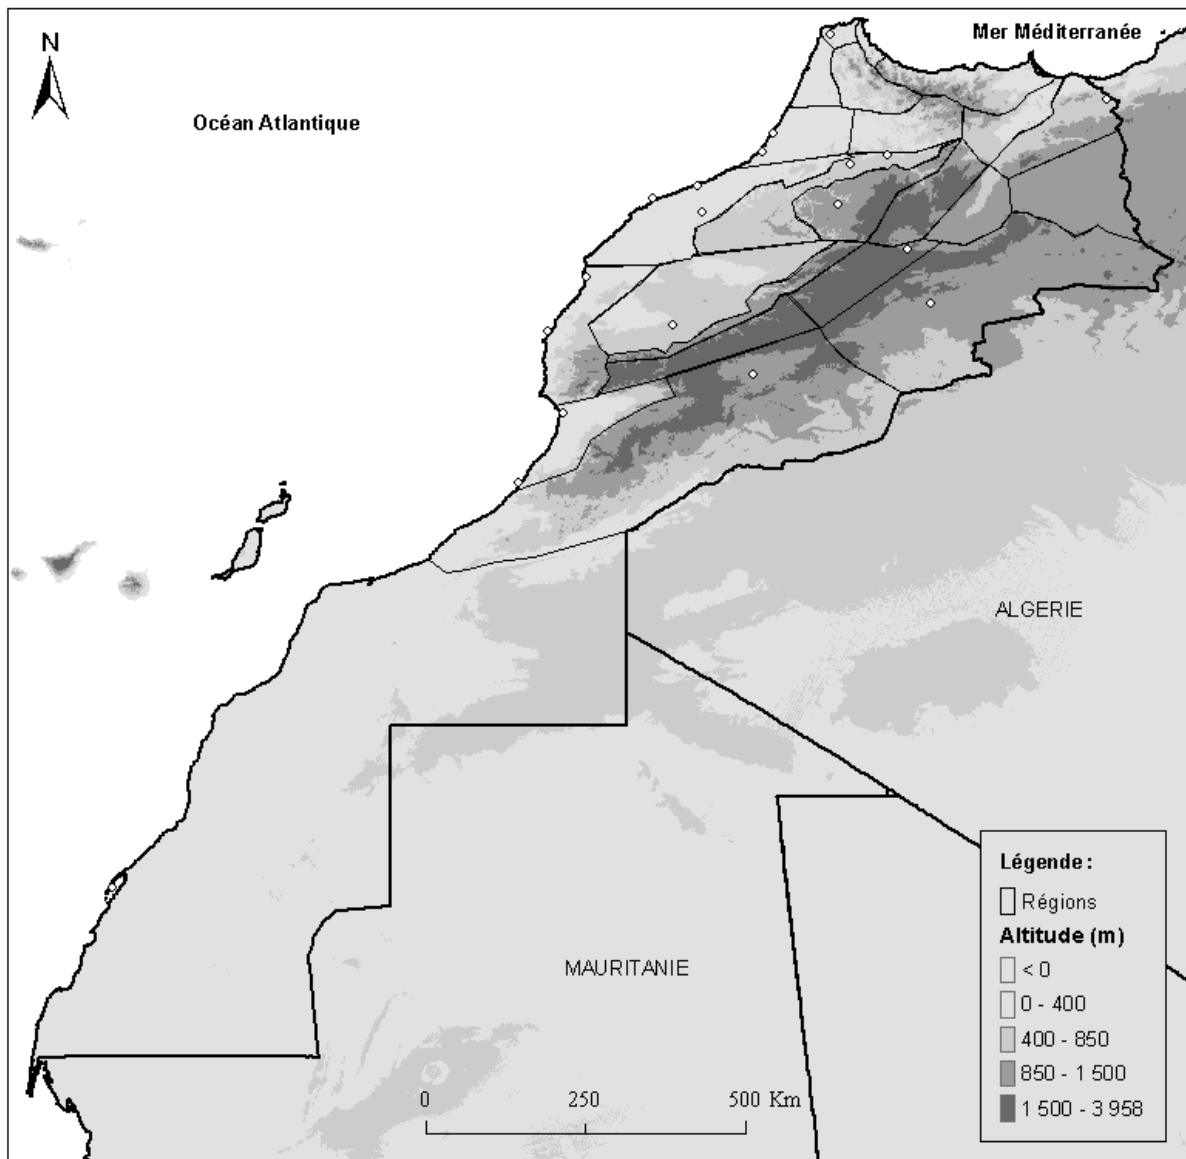 Mer Méditerranée
N
Océan Atlantique
ALGERIE
MAURITANIE
0 250 500 Km
Légende :
Régions
Altitude (m)
< 0
0 - 400
400 - 850
850 - 1 500
1 500 - 3 958